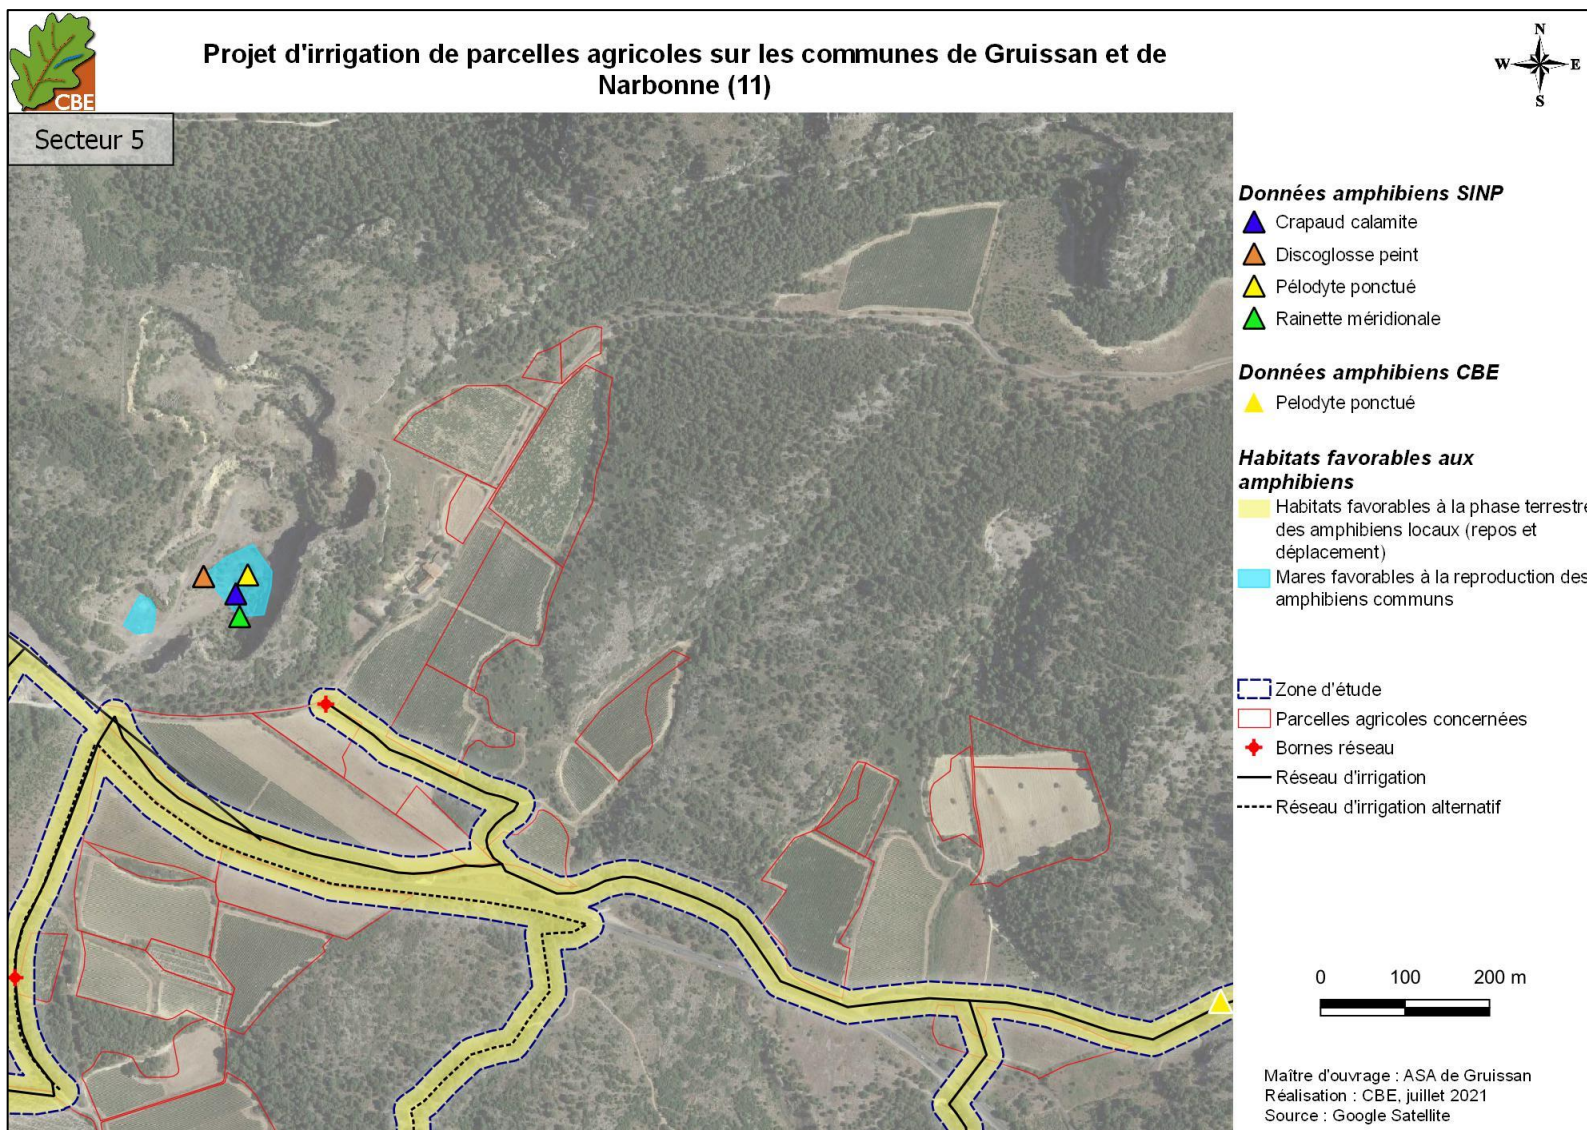 CBE
Projet d'irrigation de parcelles agricoles sur les communes de Gruissan et de
Narbonne (11)
N
W
E
S
Secteur 5
Données amphibiens SINP
Crapaud calamite
Discoglosse peint
Pélodyte ponctué
Rainette méridionale
Données amphibiens CBE
Pelodyte ponctué
Habitats favorables aux
amphibiens
Habitats favorables à la phase terrestre
des amphibiens locaux (repos et
déplacement)
Mares favorables à la reproduction des
amphibiens communs
Zone d'étude
Parcelles agricoles concernées
Bornes réseau
Réseau d'irrigation
Réseau d'irrigation alternatif
0 100 200 m
Maître d'ouvrage : ASA de Gruissan
Réalisation : CBE, juillet 2021
Source : Google Satellite